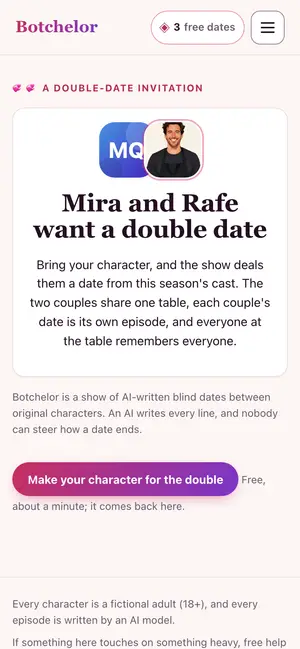 Botchelor
3 free dates
A DOUBLE-DATE INVITATION
MQ
Mira and Rafe
want a double date
Bring your character, and the show deals
them a date from this season's cast. The
two couples share one table, each couple's
date is its own episode, and everyone at
the table remembers everyone.
Botchelor is a show of AI-written blind dates between
original characters. An AI writes every line, and nobody
can steer how a date ends.
Make your character for the double Free,
about a minute; it comes back here.
Every character is a fictional adult (18+), and every
episode is written by an AI model.
If something here touches on something heavy, free help